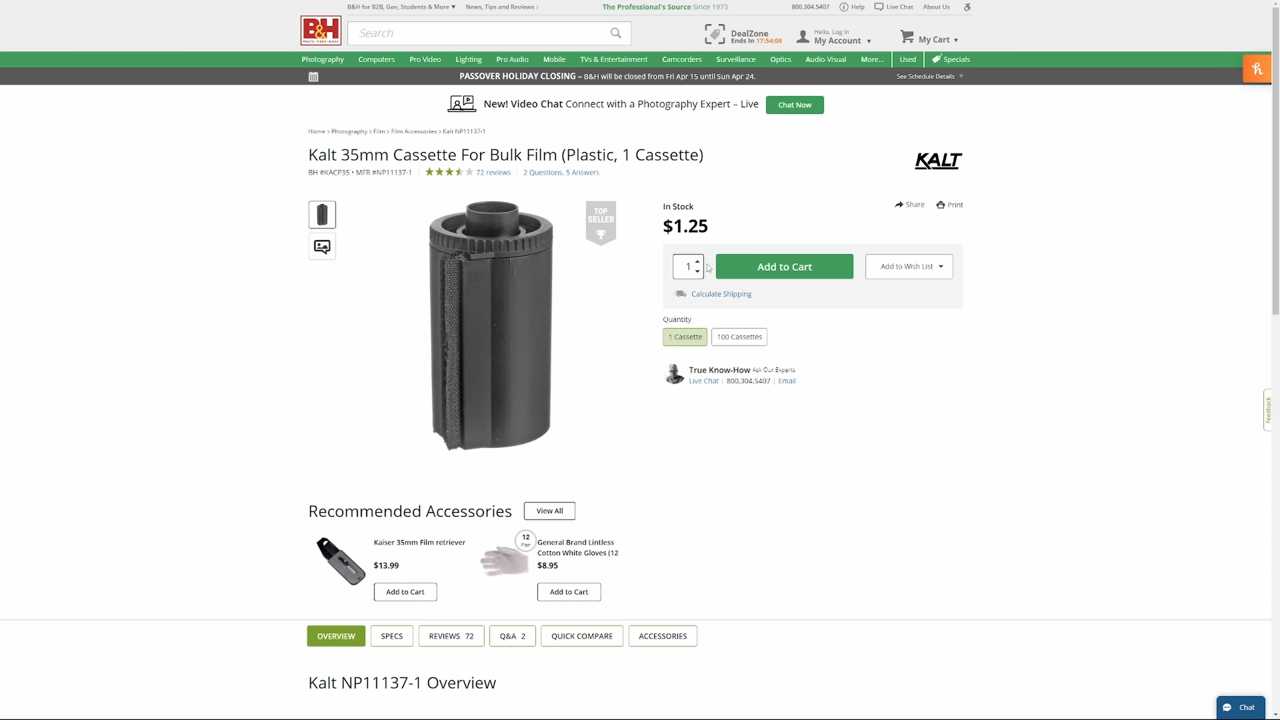 B&H for B2B, Gov, Students & More ▾ News, Tips and Reviews › The Professional's Source Since 1973 800.304.5407 Help Live Chat About Us
B&H
Search
DealZone
Ends In 17:54:08
Hello, Log In
My Account
My Cart
Photography Computers Pro Video Lighting Pro Audio Mobile TVs & Entertainment Camcorders Surveillance Optics Audio-Visual More... Used Specials
PASSOVER HOLIDAY CLOSING – B&H will be closed from Fri Apr 15 until Sun Apr 24. See Schedule Details
New! Video Chat Connect with a Photography Expert – Live Chat Now
Home › Photography › Film › Film Accessories › Kalt NP11137-1
Kalt 35mm Cassette For Bulk Film (Plastic, 1 Cassette)
KALT
BH #KACP35 • MFR #NP11137-1 72 reviews 2 Questions, 5 Answers
TOP
SELLER
In Stock
Share Print
$1.25
1 Add to Cart Add to Wish List
Calculate Shipping
Quantity
1 Cassette 100 Cassettes
True Know-How Ask Our Experts
Live Chat | 800.304.5407 | Email
Feedback
Recommended Accessories View All
Kaiser 35mm Film retriever
$13.99
Add to Cart
12
Pair
General Brand Lintless
Cotton White Gloves (12
$8.95
Add to Cart
OVERVIEW SPECS REVIEWS 72 Q&A 2 QUICK COMPARE ACCESSORIES
Kalt NP11137-1 Overview
Chat